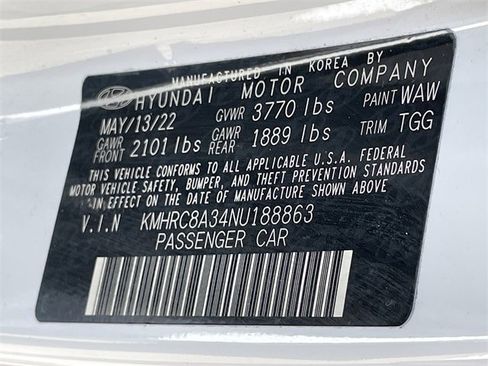 MANUFACTURED IN KOREA BY
HYUNDAI MOTOR COMPANY
MAY/13/22 GVWR 3770 lbs PAINT WAW
GAWR FRONT 2101 lbs GAWR REAR 1889 lbs TRIM TGG
THIS VEHICLE CONFORMS TO ALL APPLICABLE U.S.A. FEDERAL
MOTOR VEHICLE SAFETY, BUMPER, AND THEFT PREVENTION STANDARDS
IN EFFECT ON THE DATE OF MANUFACTURE SHOWN ABOVE
V.I.N KMHRC8A34NU188863
PASSENGER CAR